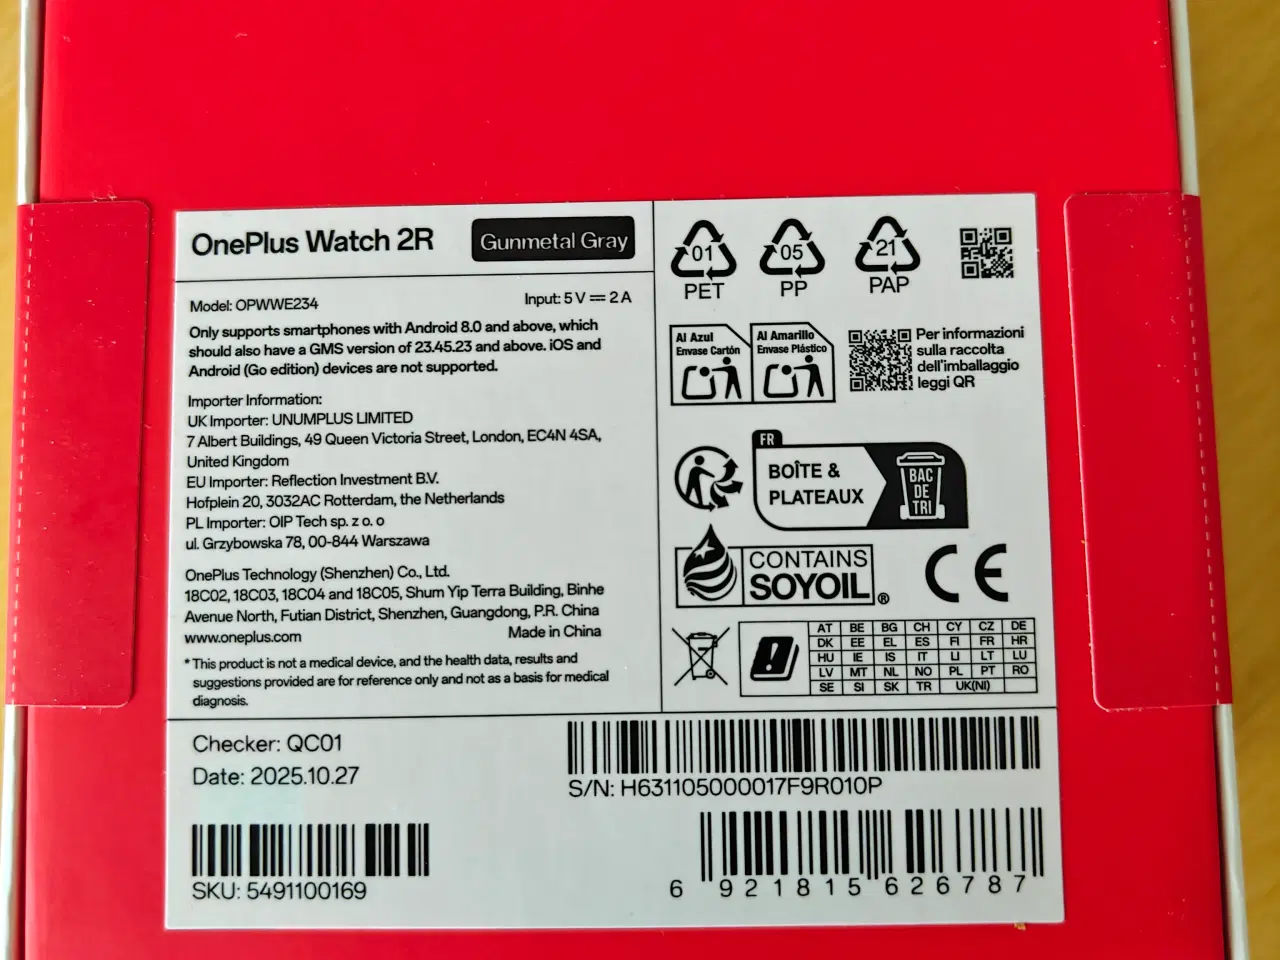 OnePlus Watch 2R
Gunmetal Gray
Model: OPWWE234
Input: 5 V ⎓ 2 A
Only supports smartphones with Android 8.0 and above, which
should also have a GMS version of 23.45.23 and above. iOS and
Android (Go edition) devices are not supported.
Importer Information:
UK Importer: UNUMPLUS LIMITED
7 Albert Buildings, 49 Queen Victoria Street, London, EC4N 4SA,
United Kingdom
EU Importer: Reflection Investment B.V.
Hofplein 20, 3032AC Rotterdam, the Netherlands
PL Importer: OIP Tech sp. z o. o
ul. Grzybowska 78, 00-844 Warszawa
OnePlus Technology (Shenzhen) Co., Ltd.
18C02, 18C03, 18C04 and 18C05, Shum Yip Terra Building, Binhe
Avenue North, Futian District, Shenzhen, Guangdong, P.R. China
www.oneplus.com
Made in China
* This product is not a medical device, and the health data, results and
suggestions provided are for reference only and not as a basis for medical
diagnosis.
01
PET
05
PP
21
PAP
Al Azul
Envase Cartón
Al Amarillo
Envase Plástico
Per informazioni
sulla raccolta
dell'imballaggio
leggi QR
FR
BOÎTE &
PLATEAUX
BAC
DE
TRI
CONTAINS
SOYOIL®
CE
AT BE BG CH CY CZ DE
DK EE EL ES FI FR HR
HU IE IS IT LI LT LU
LV MT NL NO PL PT RO
SE SI SK TR UK(NI)
Checker: QC01
Date: 2025.10.27
S/N: H631105000017F9R010P
SKU: 5491100169
6 921815 626787